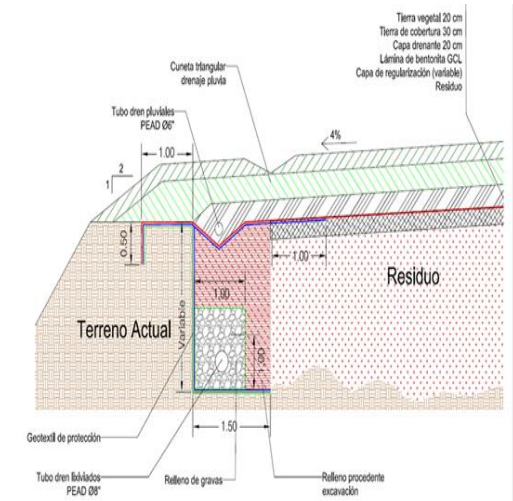 Tierra vegetal 20 cm
Tierra de cobertura 30 cm
Capa drenante 20 cm
Lámina de bentonita GCL
Capa de regularización (variable)
Residuo
Cuneta triangular
drenaje pluvia
Tubo dren pluviales
PEAD Ø6"
4%
1.00
2
1
0.50
1.00
Residuo
1.00
Terreno Actual
Variable
1.00
1.50
Geotextil de protección
Tubo dren lixiviados
PEAD Ø8"
Relleno de gravas
Relleno procedente
excavación